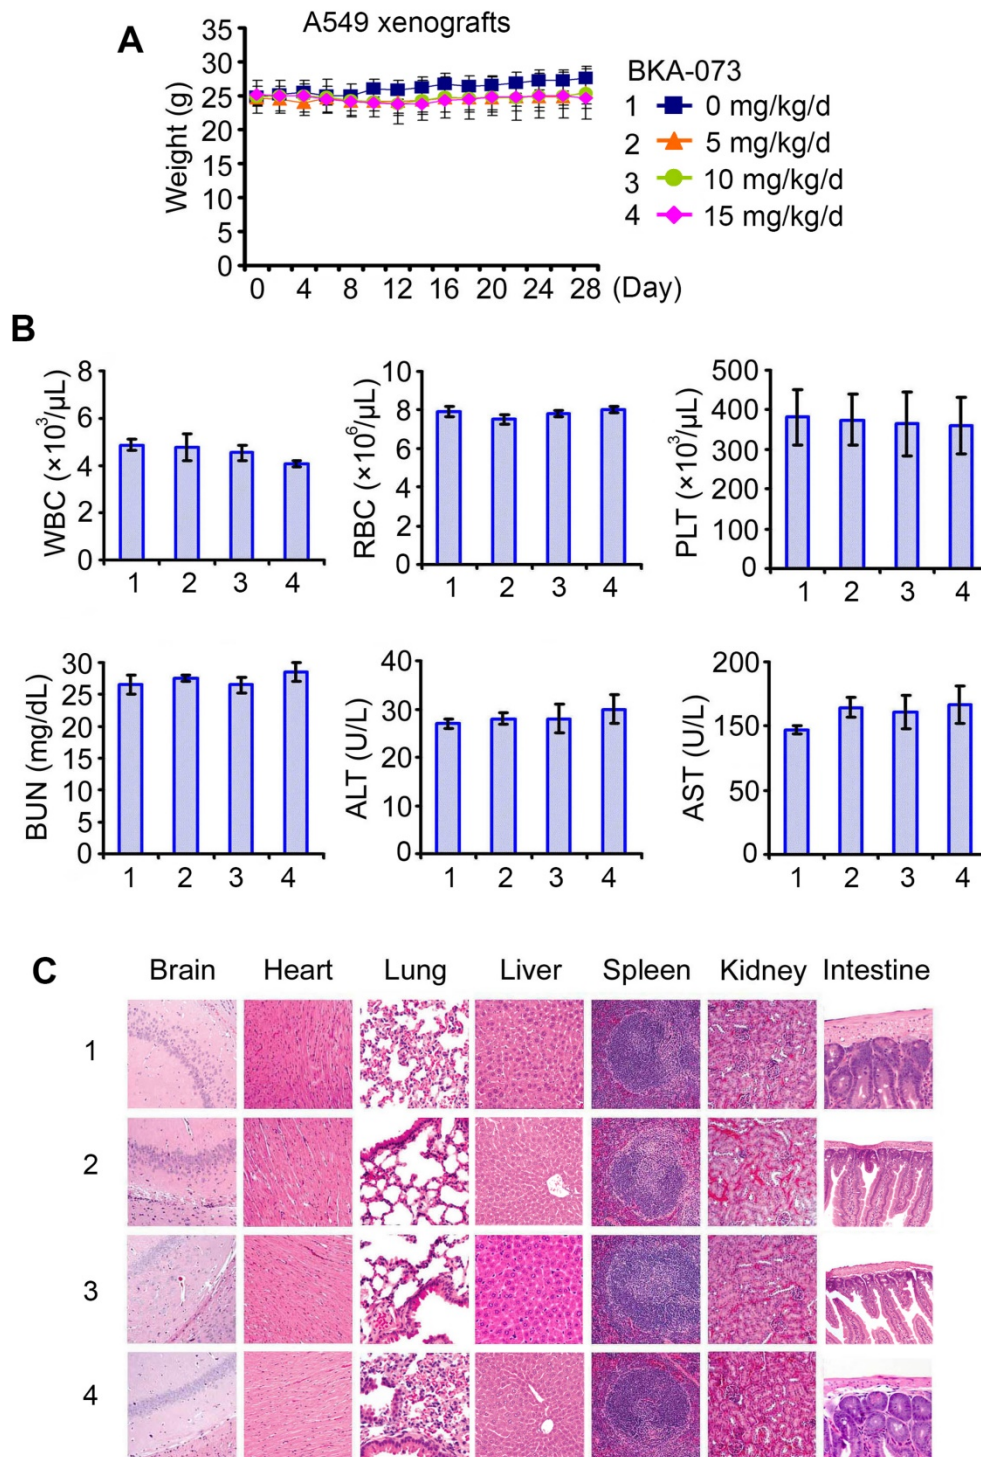 A
A549 xenografts
Weight (g)
35
30
25
20
15
10
5
0
0 4 8 12 16 20 24 28 (Day)
BKA-073
1 0 mg/kg/d
2 5 mg/kg/d
3 10 mg/kg/d
4 15 mg/kg/d
B
WBC (×10³/µL)
8
6
4
2
0
1 2 3 4
RBC (×10⁶/µL)
10
8
6
4
2
0
1 2 3 4
PLT (×10³/µL)
500
400
300
200
100
0
1 2 3 4
BUN (mg/dL)
30
25
20
15
10
5
0
1 2 3 4
ALT (U/L)
40
30
20
10
0
1 2 3 4
AST (U/L)
200
150
50
0
1 2 3 4
C
Brain Heart Lung Liver Spleen Kidney Intestine
1
2
3
4